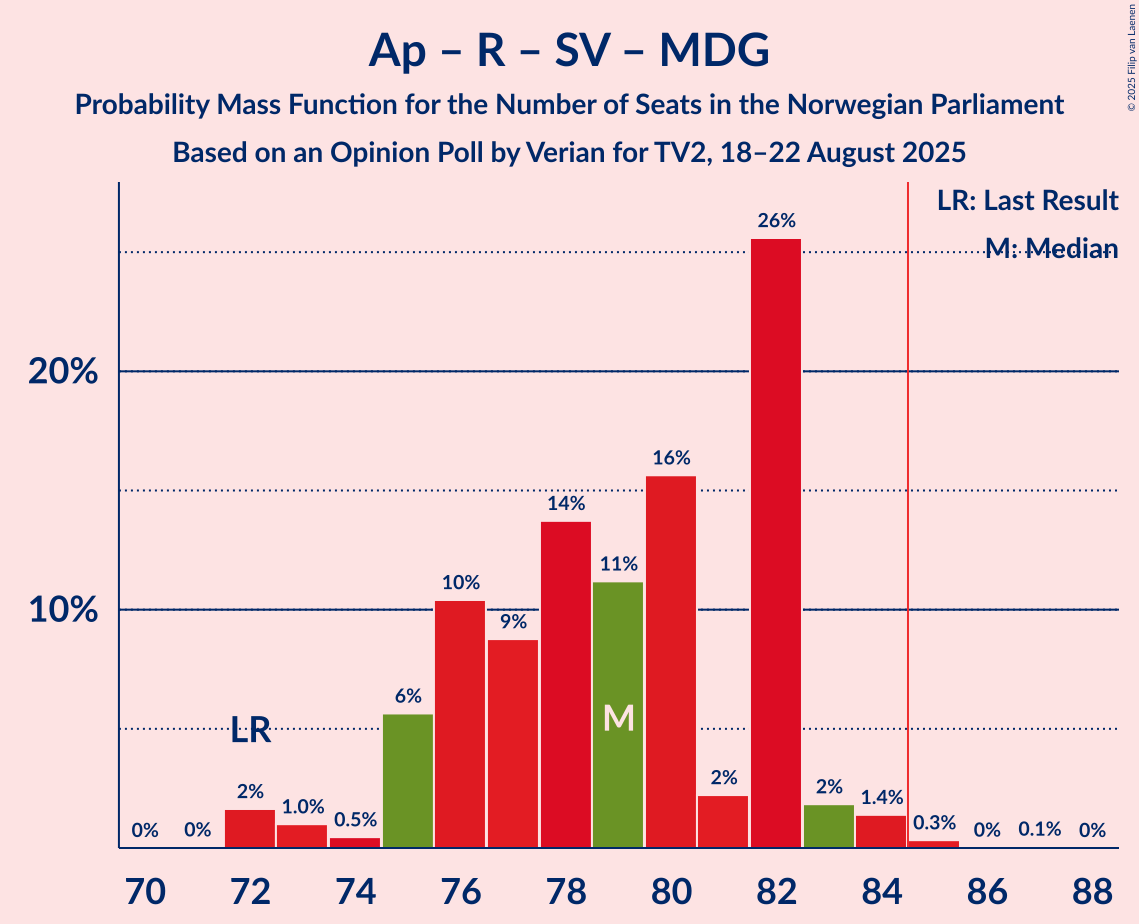 Ap – R – SV – MDG
Probability Mass Function for the Number of Seats in the Norwegian Parliament
Based on an Opinion Poll by Verian for TV2, 18–22 August 2025
© 2025 Filip van Laenen
LR: Last Result
M: Median
26%
20%
16%
14%
11%
10%
10%
9%
6%
M
LR
2%
2%
2%
1.4%
1.0%
0.5%
0.3%
0%
0%
0%
0.1%
0%
70 72 74 76 78 80 82 84 86 88